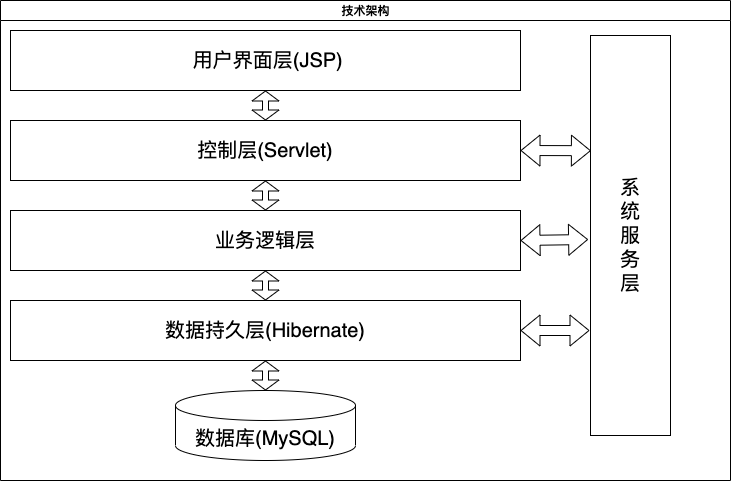 技术架构
用户界面层(JSP)
控制层(Servlet)
业务逻辑层
数据持久层(Hibernate)
数据库(MySQL)
系
统
服
务
层